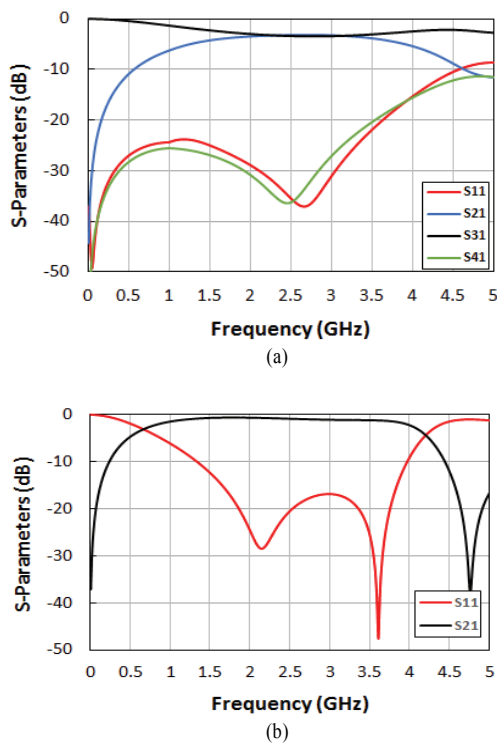 S-Parameters (dB)
0
-10
-20
-30
-40
-50
S11
S21
S31
S41
0 0.5 1 1.5 2 2.5 3 3.5 4 4.5 5
Frequency (GHz)
(a)
S-Parameters (dB)
0
-10
-20
-30
-40
-50
S11
S21
0 0.5 1 1.5 2 2.5 3 3.5 4 4.5 5
Frequency (GHz)
(b)